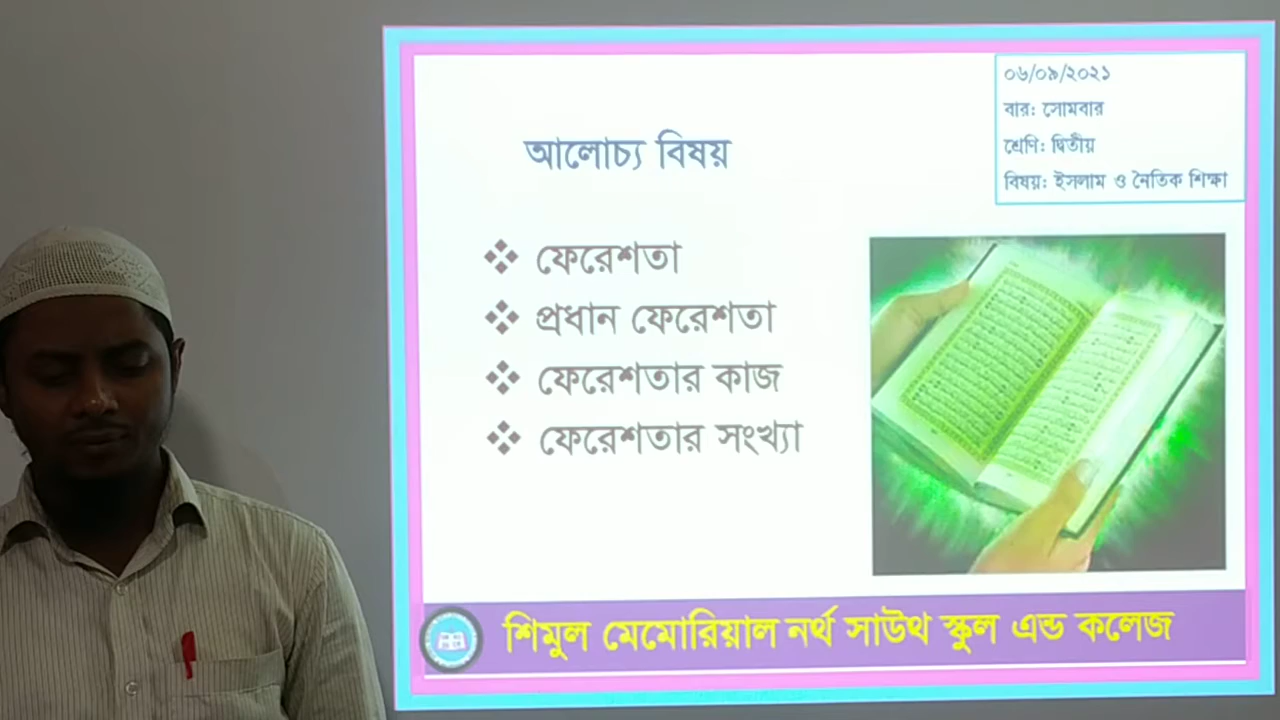 ০৬/০৯/২০২১
বার: সোমবার
শ্রেণি: দ্বিতীয়
বিষয়: ইসলাম ও নৈতিক শিক্ষা
আলোচ্য বিষয়
❖ ফেরেশতা
❖ প্রধান ফেরেশতা
❖ ফেরেশতার কাজ
❖ ফেরেশতার সংখ্যা
শিমুল মেমোরিয়াল নর্থ সাউথ স্কুল এন্ড কলেজ